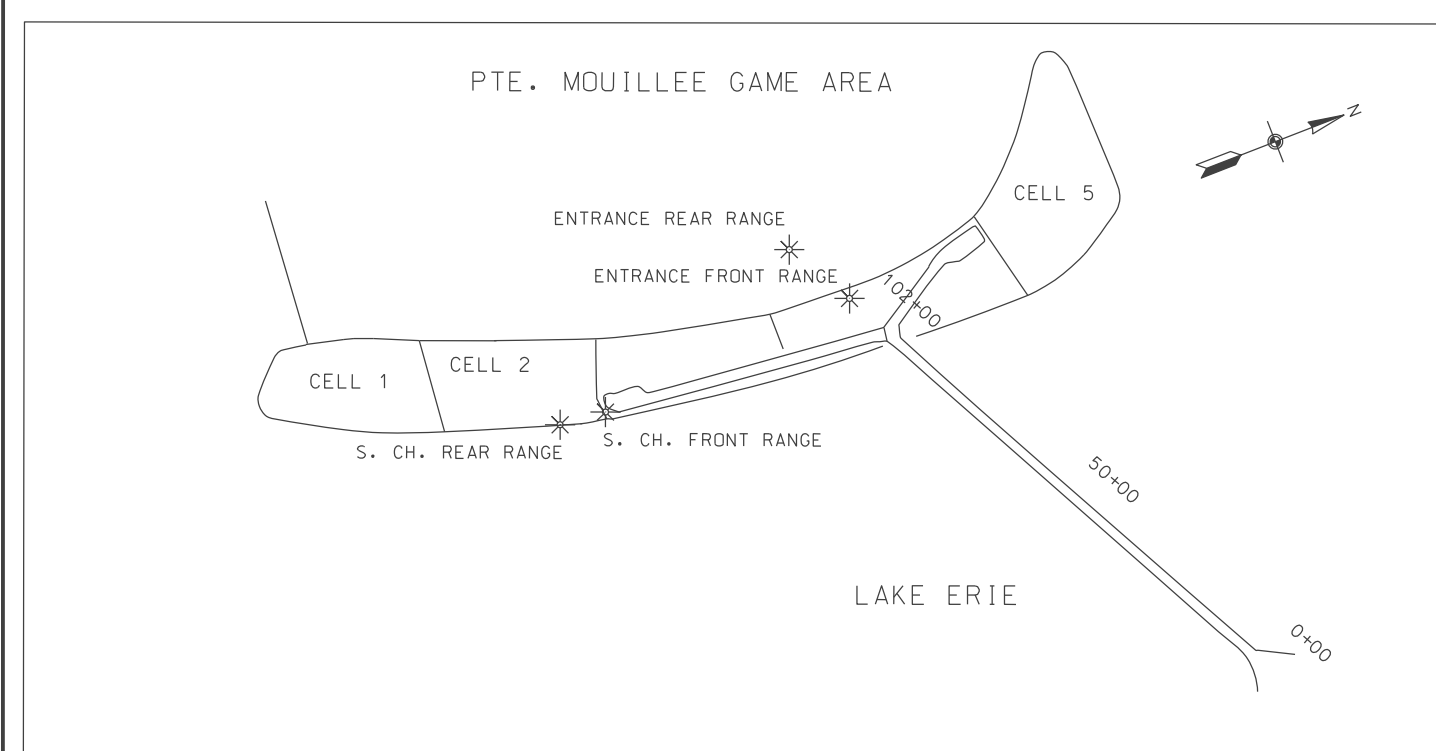 PTE. MOUILLEE GAME AREA
N
CELL 5
ENTRANCE REAR RANGE
ENTRANCE FRONT RANGE
102+00
CELL 2
CELL 1
S. CH. FRONT RANGE
S. CH. REAR RANGE
50+00
LAKE ERIE
0+00